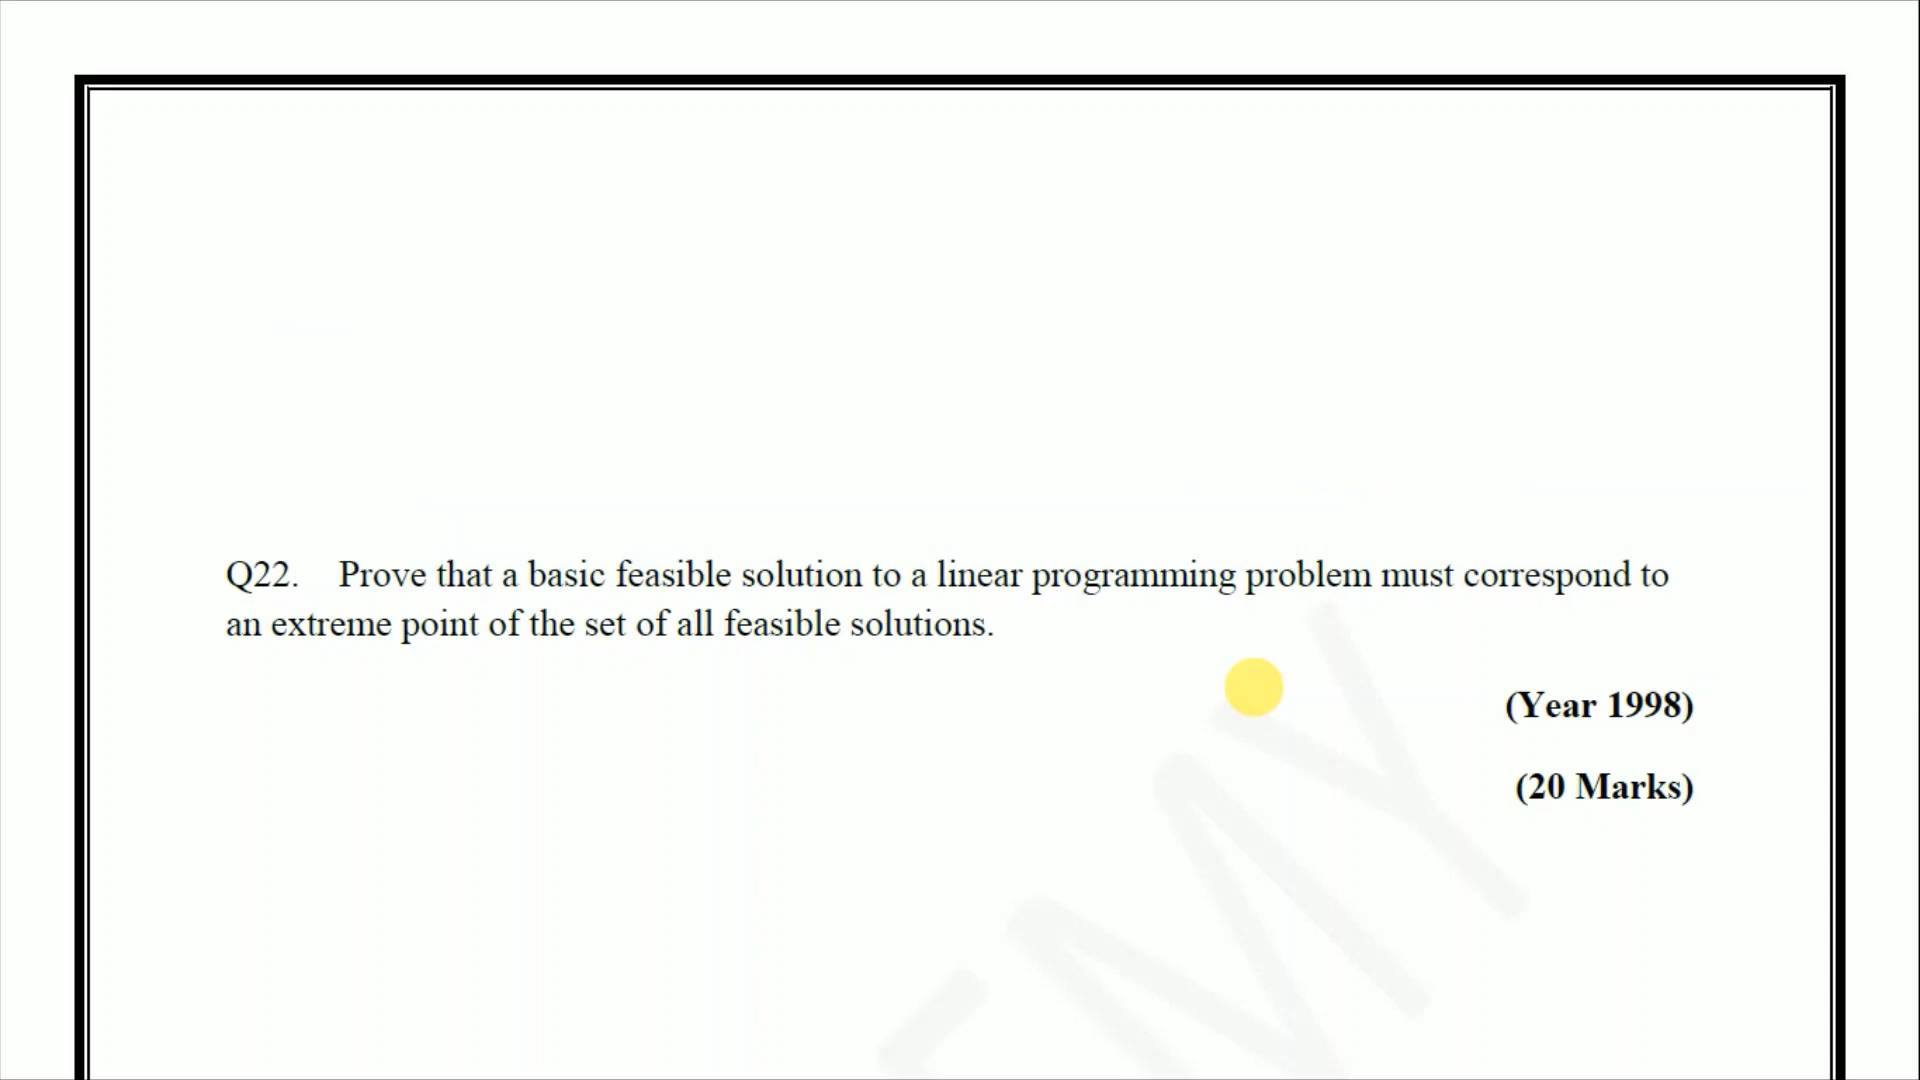 Q22. Prove that a basic feasible solution to a linear programming problem must correspond to
an extreme point of the set of all feasible solutions.
(Year 1998)
(20 Marks)
EMY